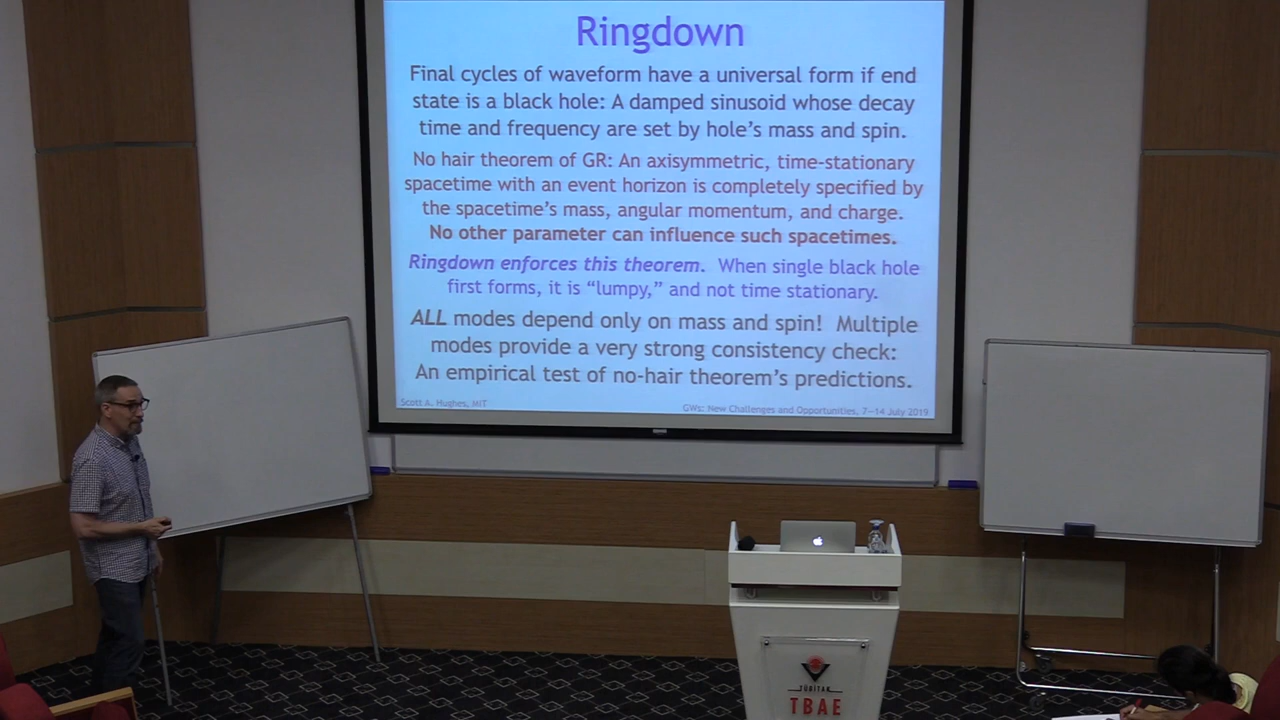 Ringdown
Final cycles of waveform have a universal form if end
state is a black hole: A damped sinusoid whose decay
time and frequency are set by hole's mass and spin.
No hair theorem of GR: An axisymmetric, time-stationary
spacetime with an event horizon is completely specified by
the spacetime's mass, angular momentum, and charge.
No other parameter can influence such spacetimes.
Ringdown enforces this theorem. When single black hole
first forms, it is “lumpy,” and not time stationary.
ALL modes depend only on mass and spin! Multiple
modes provide a very strong consistency check:
An empirical test of no-hair theorem's predictions.
Scott A. Hughes, MIT
GWs: New Challenges and Opportunities, 7–14 July 2019
TÜBİTAK
TBAE